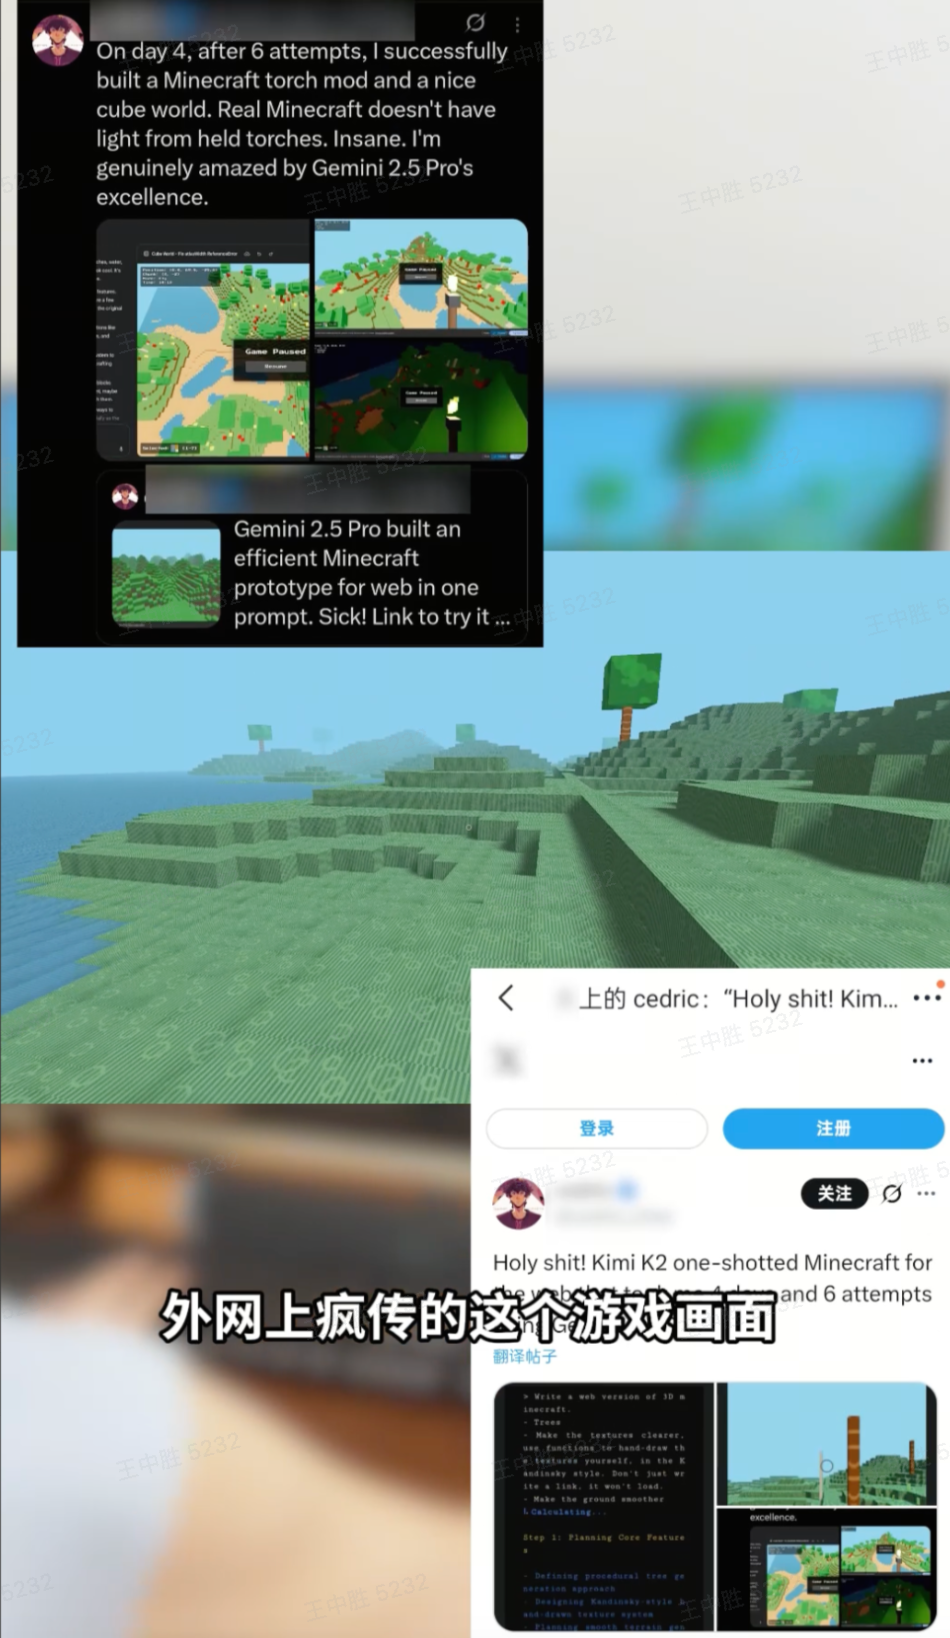 On day 4, after 6 attempts, I successfully
built a Minecraft torch mod and a nice
cube world. Real Minecraft doesn't have
light from held torches. Insane. I'm
genuinely amazed by Gemini 2.5 Pro's
excellence.
Game Paused
Game Paused
Game Paused
Gemini 2.5 Pro built an
efficient Minecraft
prototype for web in one
prompt. Sick! Link to try it ...
上的 cedric：“Holy shit! Kim...
登录
注册
关注
Holy shit! Kimi K2 one-shotted Minecraft for
and 6 attempts
外网上疯传的这个游戏画面
翻译帖子
> Write a web version of 3D m
inecraft.
- Trees
- Make the textures clearer,
use functions to hand-draw th
e textures yourself, in the K
andinsky style. Don't just wr
ite a link, it won't load.
- Make the ground smoother
Calculating...
Step 1: Planning Core Feature
s
- Defining procedural tree ge
neration approach
- Designing Kandinsky-style h
and-drawn texture system
- Planning smooth terrain gen
excellence.
王中胜 5232